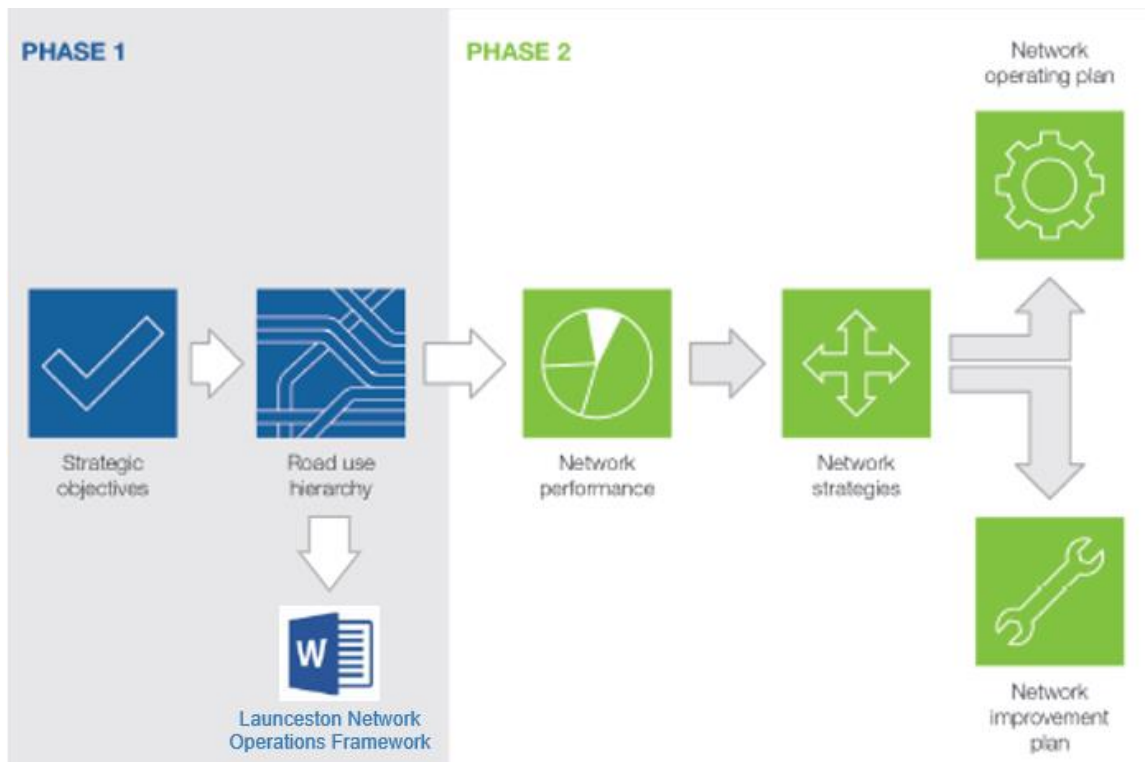 PHASE 1
PHASE 2
Network
operating plan
Strategic
objectives
Road use
hierarchy
Network
performance
Network
strategies
W
Launceston Network
Operations Framework
Network
improvement
plan